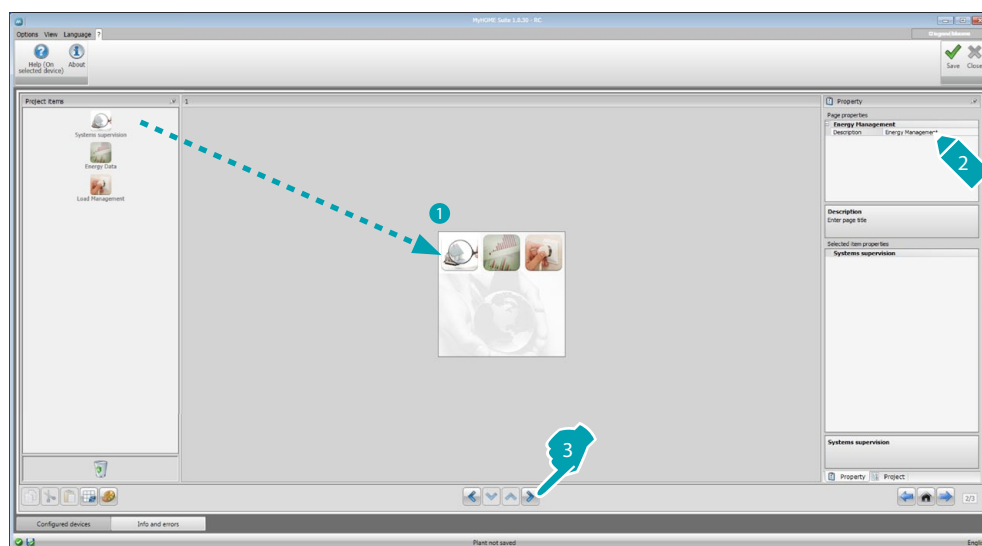 MyHOME Suite 1.0.20 - RC
Options View Language ?
Help (On
selected device)
About
Save Close
Project items
1
Property
Systems supervision
Energy Data
Load Management
Page properties
Energy Management
Description Energy Management
2
1
Description
Enter page title
Selected item properties
Systems supervision
3
Systems supervision
Property Project
2/3
Configured devices Info and errors
Plant not saved